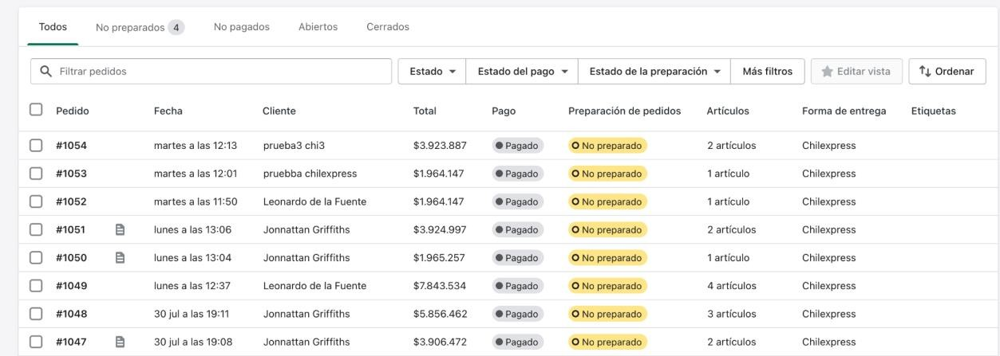 Todos No preparados 4 No pagados Abiertos Cerrados
Filtrar pedidos Estado Estado del pago Estado de la preparación Más filtros Editar vista Ordenar
Pedido Fecha Cliente Total Pago Preparación de pedidos Artículos Forma de entrega Etiquetas
#1054 martes a las 12:13 prueba3 chi3 $3.923.887 Pagado No preparado 2 artículos Chilexpress
#1053 martes a las 12:01 pruebba chilexpress $1.964.147 Pagado No preparado 1 artículo Chilexpress
#1052 martes a las 11:50 Leonardo de la Fuente $1.964.147 Pagado No preparado 1 artículo Chilexpress
#1051 lunes a las 13:06 Jonnattan Griffiths $3.924.997 Pagado No preparado 2 artículos Chilexpress
#1050 lunes a las 13:04 Jonnattan Griffiths $1.965.257 Pagado No preparado 1 artículo Chilexpress
#1049 lunes a las 12:37 Leonardo de la Fuente $7.843.534 Pagado No preparado 4 artículos Chilexpress
#1048 30 jul a las 19:11 Jonnattan Griffiths $5.856.462 Pagado No preparado 3 artículos Chilexpress
#1047 30 jul a las 19:08 Jonnattan Griffiths $3.906.472 Pagado No preparado 2 artículos Chilexpress